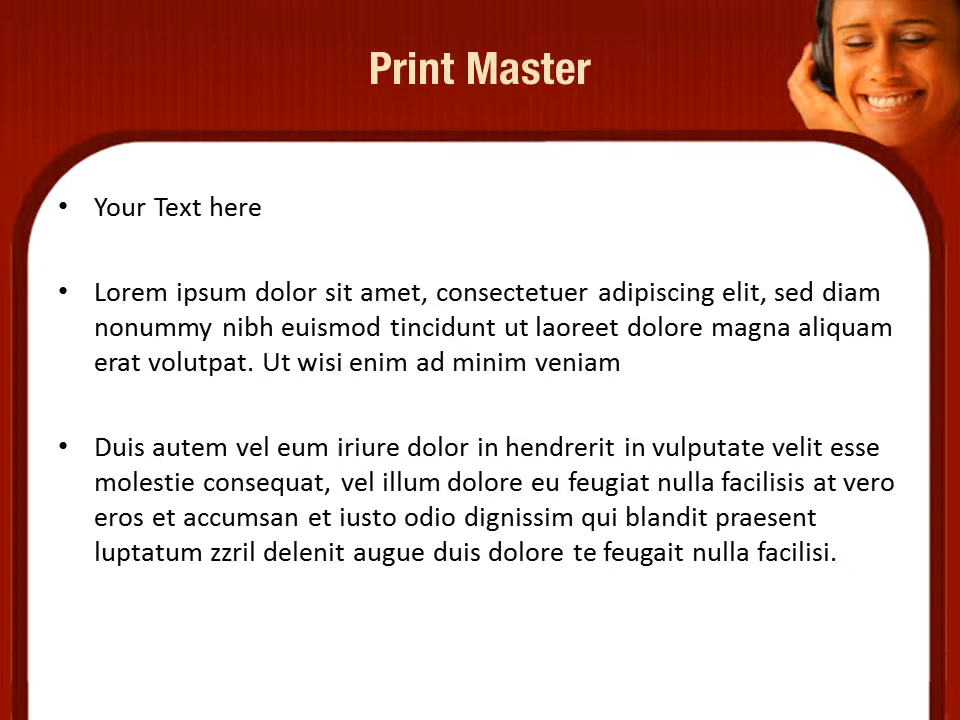 Print Master
• Your Text here
• Lorem ipsum dolor sit amet, consectetuer adipiscing elit, sed diam
nonummy nibh euismod tincidunt ut laoreet dolore magna aliquam
erat volutpat. Ut wisi enim ad minim veniam
• Duis autem vel eum iriure dolor in hendrerit in vulputate velit esse
molestie consequat, vel illum dolore eu feugiat nulla facilisis at vero
eros et accumsan et iusto odio dignissim qui blandit praesent
luptatum zzril delenit augue duis dolore te feugait nulla facilisi.